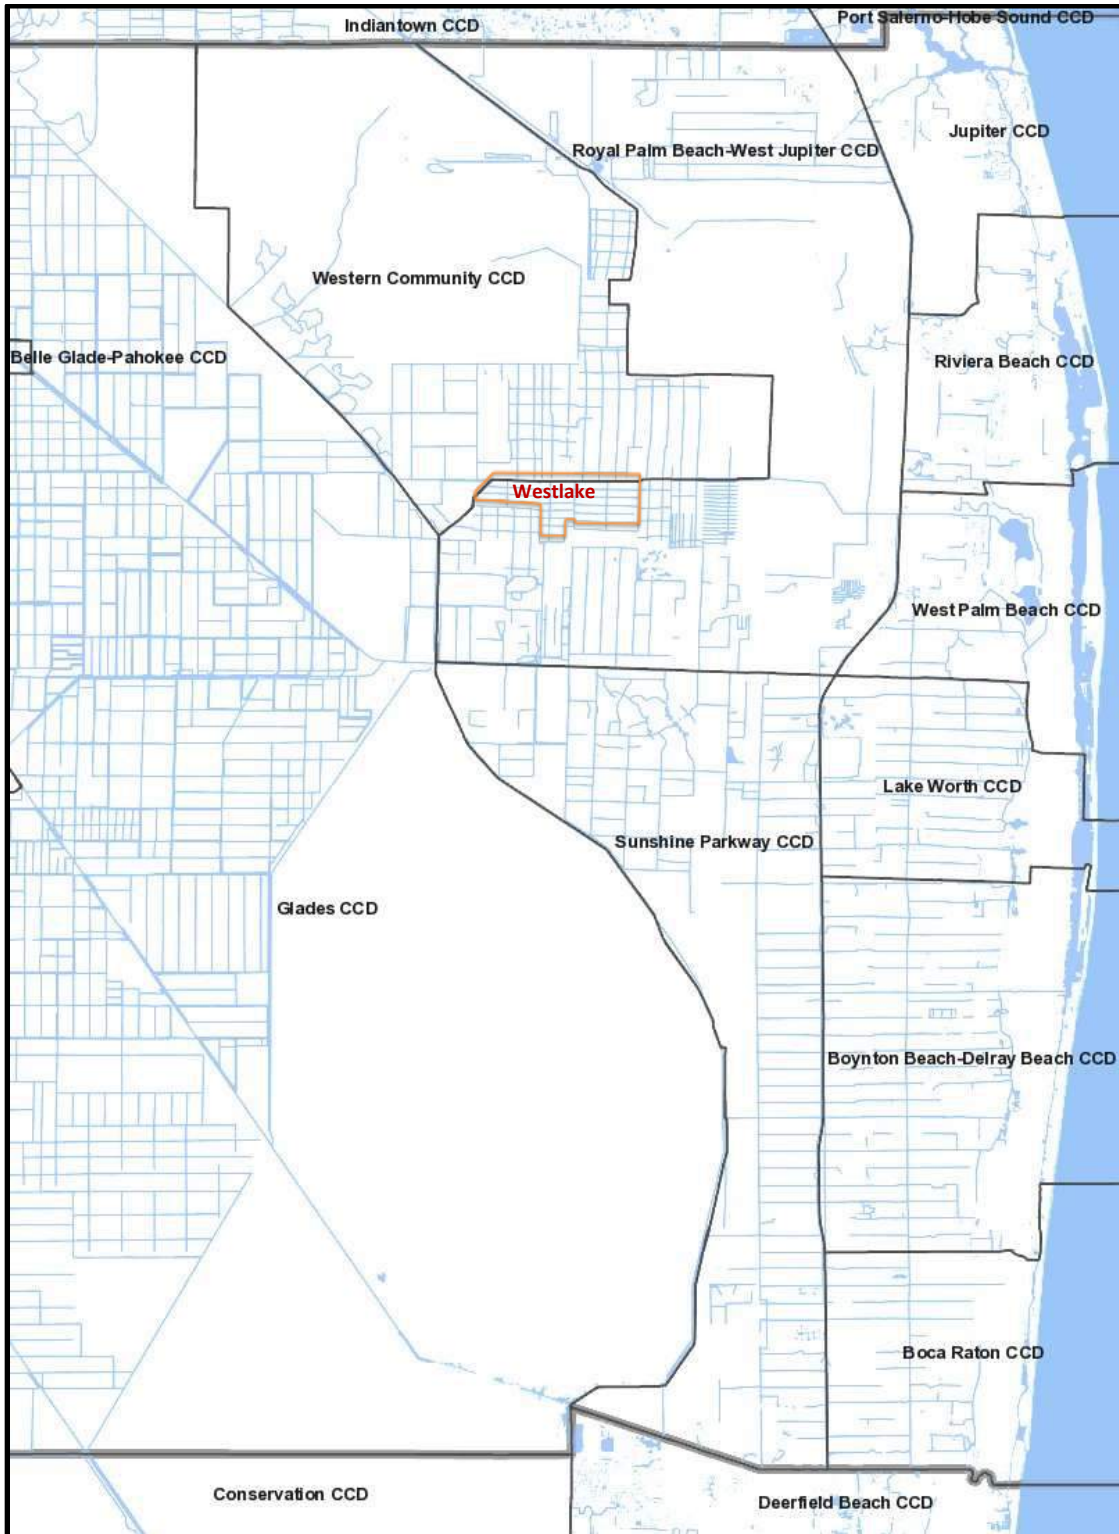 Indiantown CCD
Port Salerno-Hobe Sound CCD
Jupiter CCD
Royal Palm Beach-West Jupiter CCD
Western Community CCD
Belle Glade-Pahokee CCD
Riviera Beach CCD
Westlake
West Palm Beach CCD
Lake Worth CCD
Sunshine Parkway CCD
Glades CCD
Boynton Beach-Delray Beach CCD
Boca Raton CCD
Conservation CCD
Deerfield Beach CCD